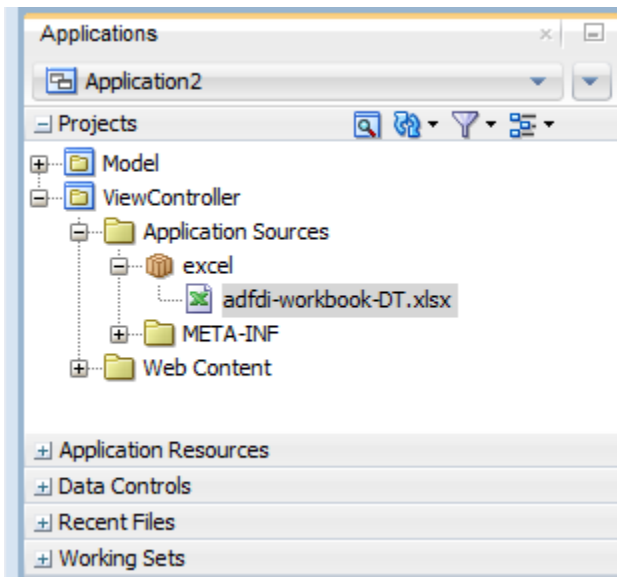 Applications
Application2
Projects
Model
ViewController
Application Sources
excel
adfdi-workbook-DT.xlsx
META-INF
Web Content
Application Resources
Data Controls
Recent Files
Working Sets